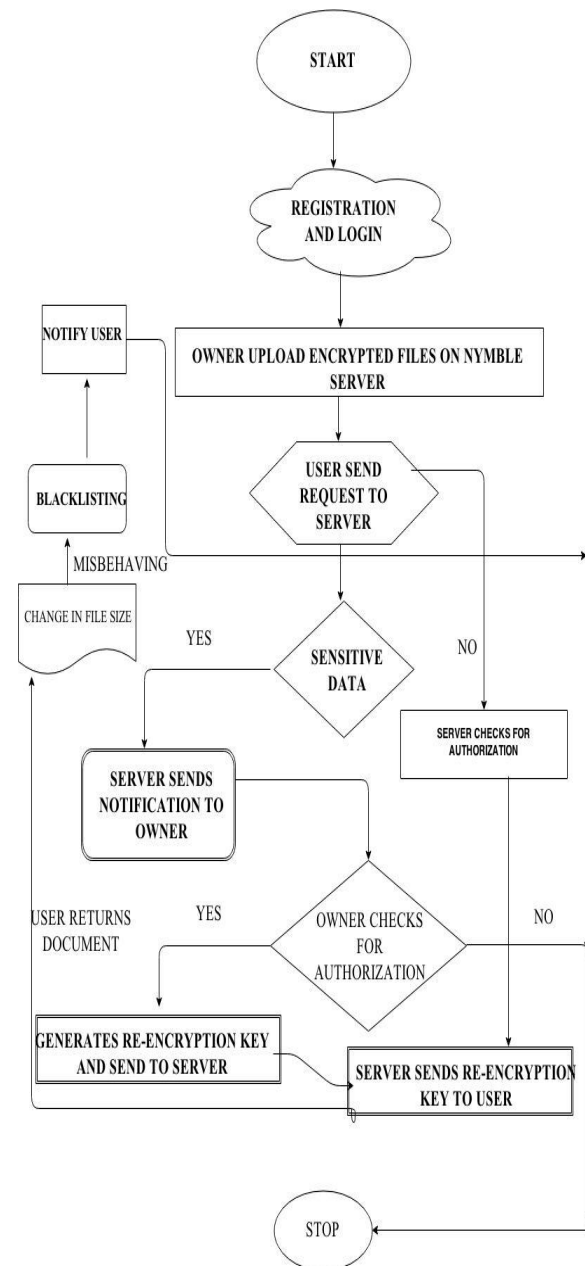 START
REGISTRATION
AND LOGIN
NOTIFY USER
OWNER UPLOAD ENCRYPTED FILES ON NYMBLE
SERVER
USER SEND
REQUEST TO
SERVER
BLACKLISTING
MISBEHAVING
CHANGE IN FILE SIZE
YES
SENSITIVE
DATA
NO
SERVER CHECKS FOR
AUTHORIZATION
SERVER SENDS
NOTIFICATION TO
OWNER
USER RETURNS
DOCUMENT
YES
OWNER CHECKS
FOR
AUTHORIZATION
NO
GENERATES RE-ENCRYPTION KEY
AND SEND TO SERVER
SERVER SENDS RE-ENCRYPTION
KEY TO USER
STOP